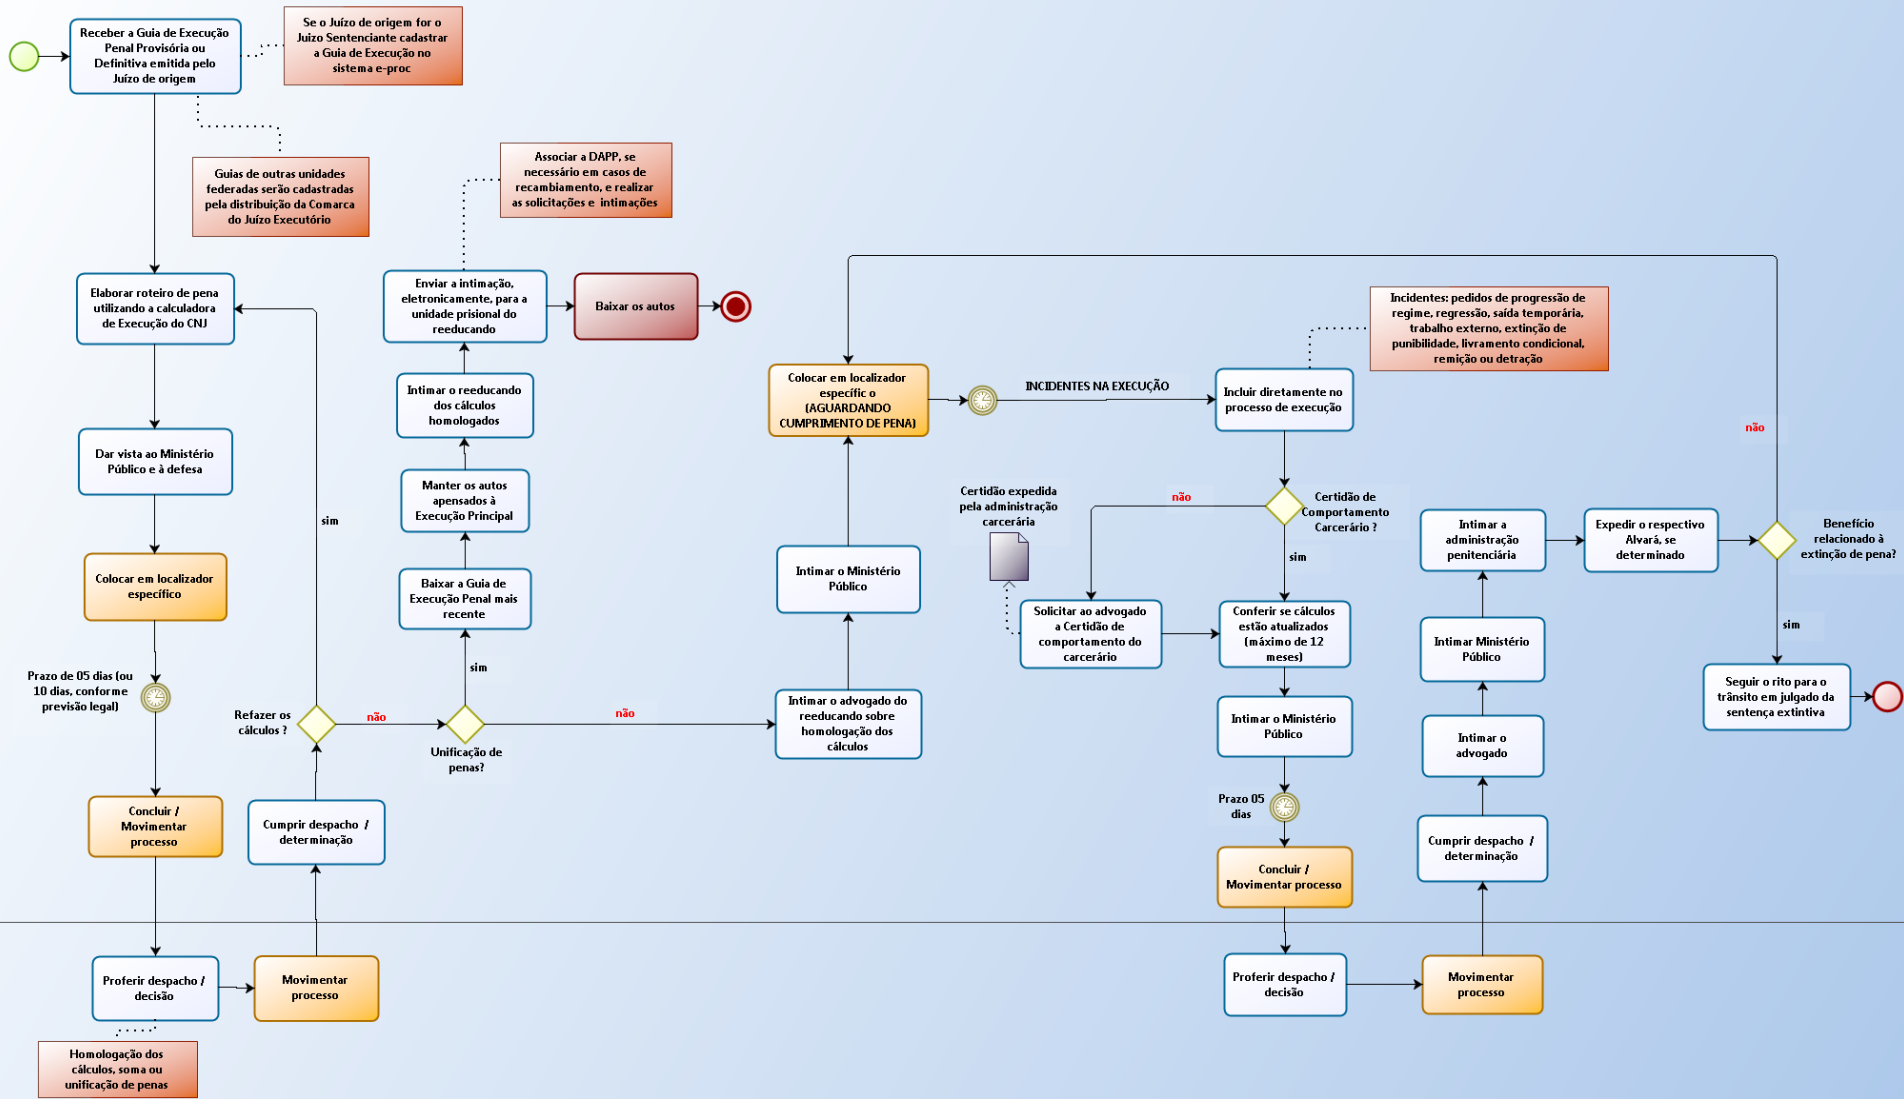 Receber a Guia de Execução
Penal Provisória ou
Definitiva emitida pelo
Juízo de origem
Se o Juízo de origem for o
Juizo Sentenciante cadastrar
a Guia de Execução no
sistema e-proc
Guias de outras unidades
federadas serão cadastradas
pela distribuição da Comarca
do Juízo Executório
Elaborar roteiro de pena
utilizando a calculadora
de Execução do CNJ
Dar vista ao Ministério
Público e à defesa
Colocar em localizador
específico
Prazo de 05 dias (ou
10 dias, conforme
previsão legal)
Concluir /
Movimentar
processo
Proferir despacho /
decisão
Homologação dos
cálculos, soma ou
unificação de penas
Movimentar
processo
Cumprir despacho /
determinação
Refazer os
cálculos ?
sim
não
Unificação de
penas?
sim
não
Baixar a Guia de
Execução Penal mais
recente
Manter os autos
apensados à
Execução Principal
Intimar o reeducando
dos cálculos
homologados
Enviar a intimação,
eletronicamente, para a
unidade prisional do
reeducando
Associar a DAPP, se
necessário em casos de
recambiamento, e realizar
as solicitações e intimações
Baixar os autos
Intimar o advogado do
reeducando sobre
homologação dos
cálculos
Intimar o Ministério
Público
Colocar em localizador
específic o
(AGUARDANDO
CUMPRIMENTO DE PENA)
INCIDENTES NA EXECUÇÃO
Incluir diretamente no
processo de execução
Incidentes: pedidos de progressão de
regime, regressão, saída temporária,
trabalho externo, extinção de
punibilidade, livramento condicional,
remição ou detração
Certidão de
Comportamento
Carcerário ?
não
sim
Certidão expedida
pela administração
carcerária
Solicitar ao advogado
a Certidão de
comportamento do
carcerário
Conferir se cálculos
estão atualizados
(máximo de 12
meses)
Intimar o Ministério
Público
Prazo 05
dias
Concluir /
Movimentar processo
Proferir despacho /
decisão
Movimentar
processo
Cumprir despacho /
determinação
Intimar o
advogado
Intimar Ministério
Público
Intimar a
administração
penitenciária
Expedir o respectivo
Alvará, se
determinado
Benefício
relacionado à
extinção de pena?
não
sim
Seguir o rito para o
trânsito em julgado da
sentença extintiva